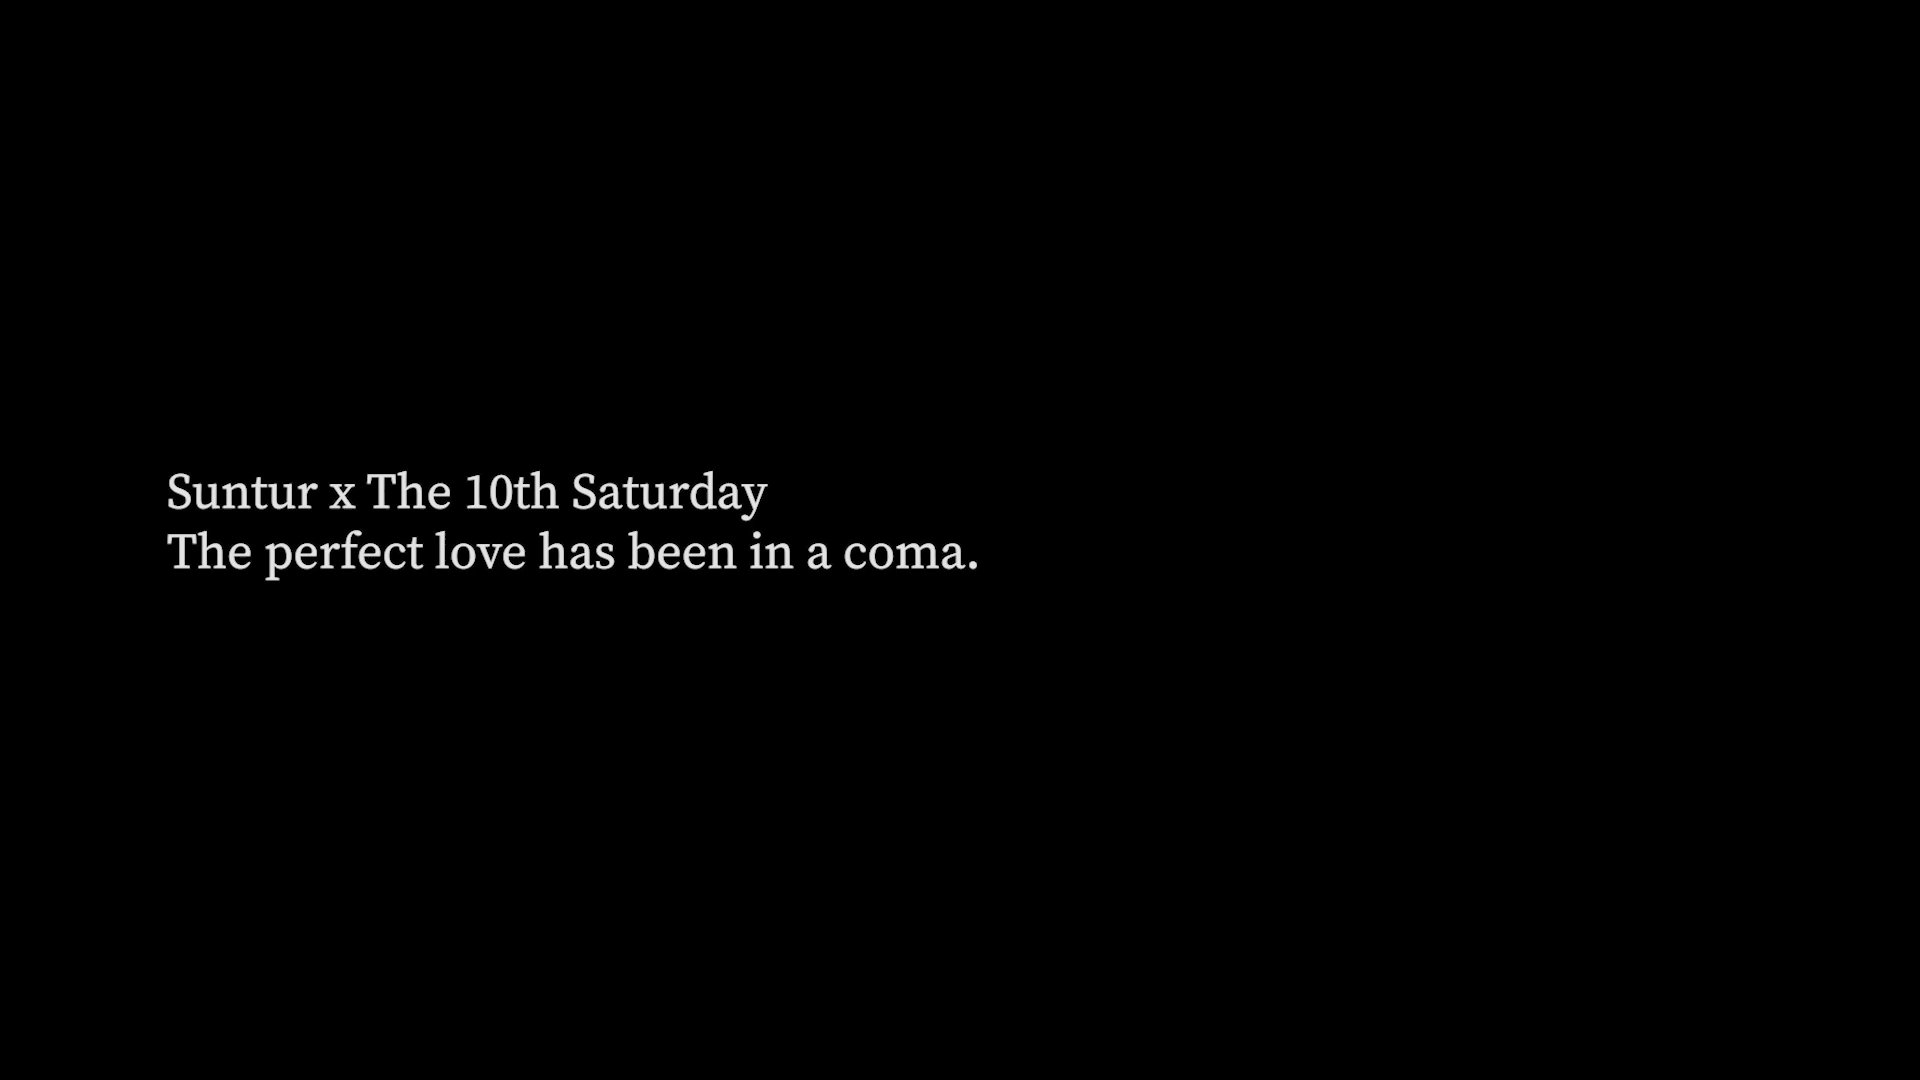 Suntur x The 10th Saturday
The perfect love has been in a coma.